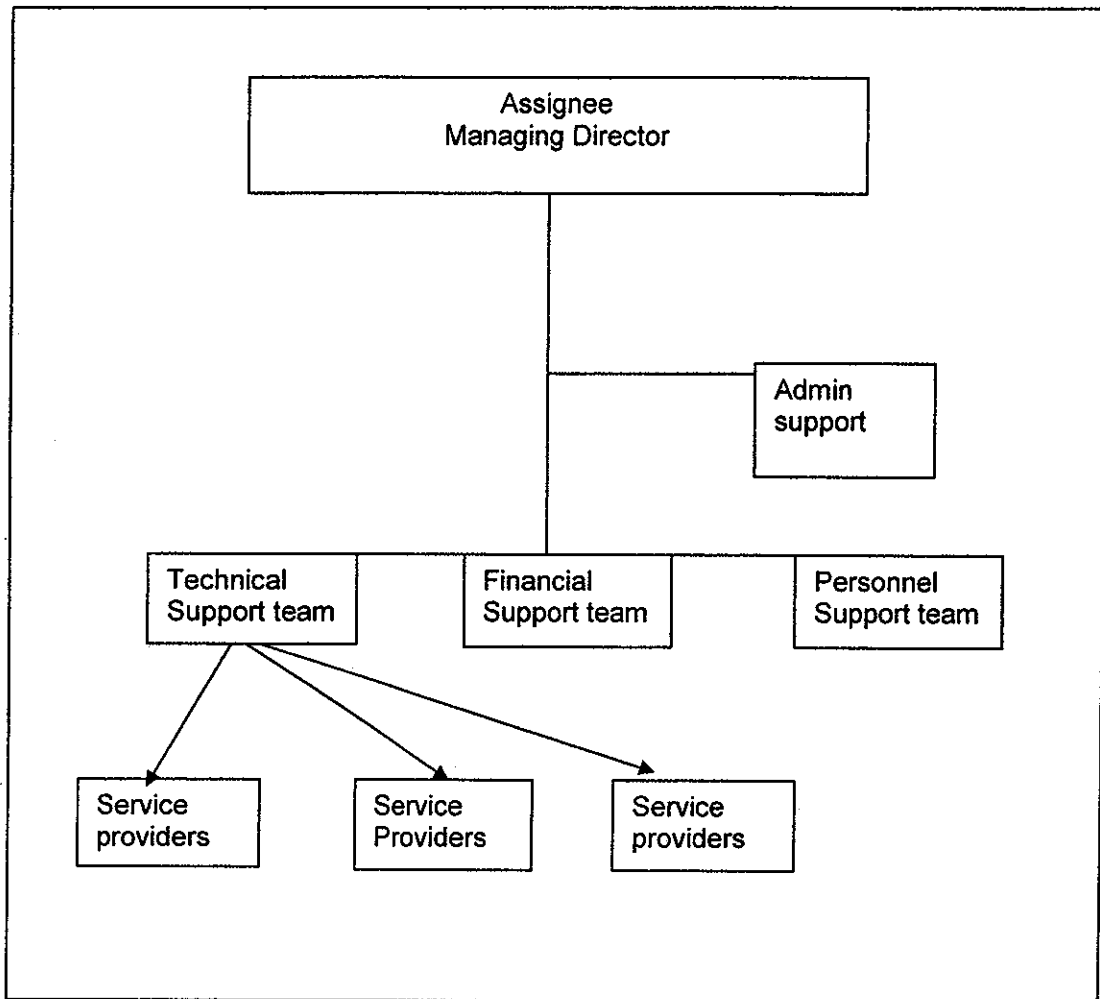 Assignee
Managing Director
Admin
support
Technical
Support team
Financial
Support team
Personnel
Support team
Service
providers
Service
Providers
Service
providers